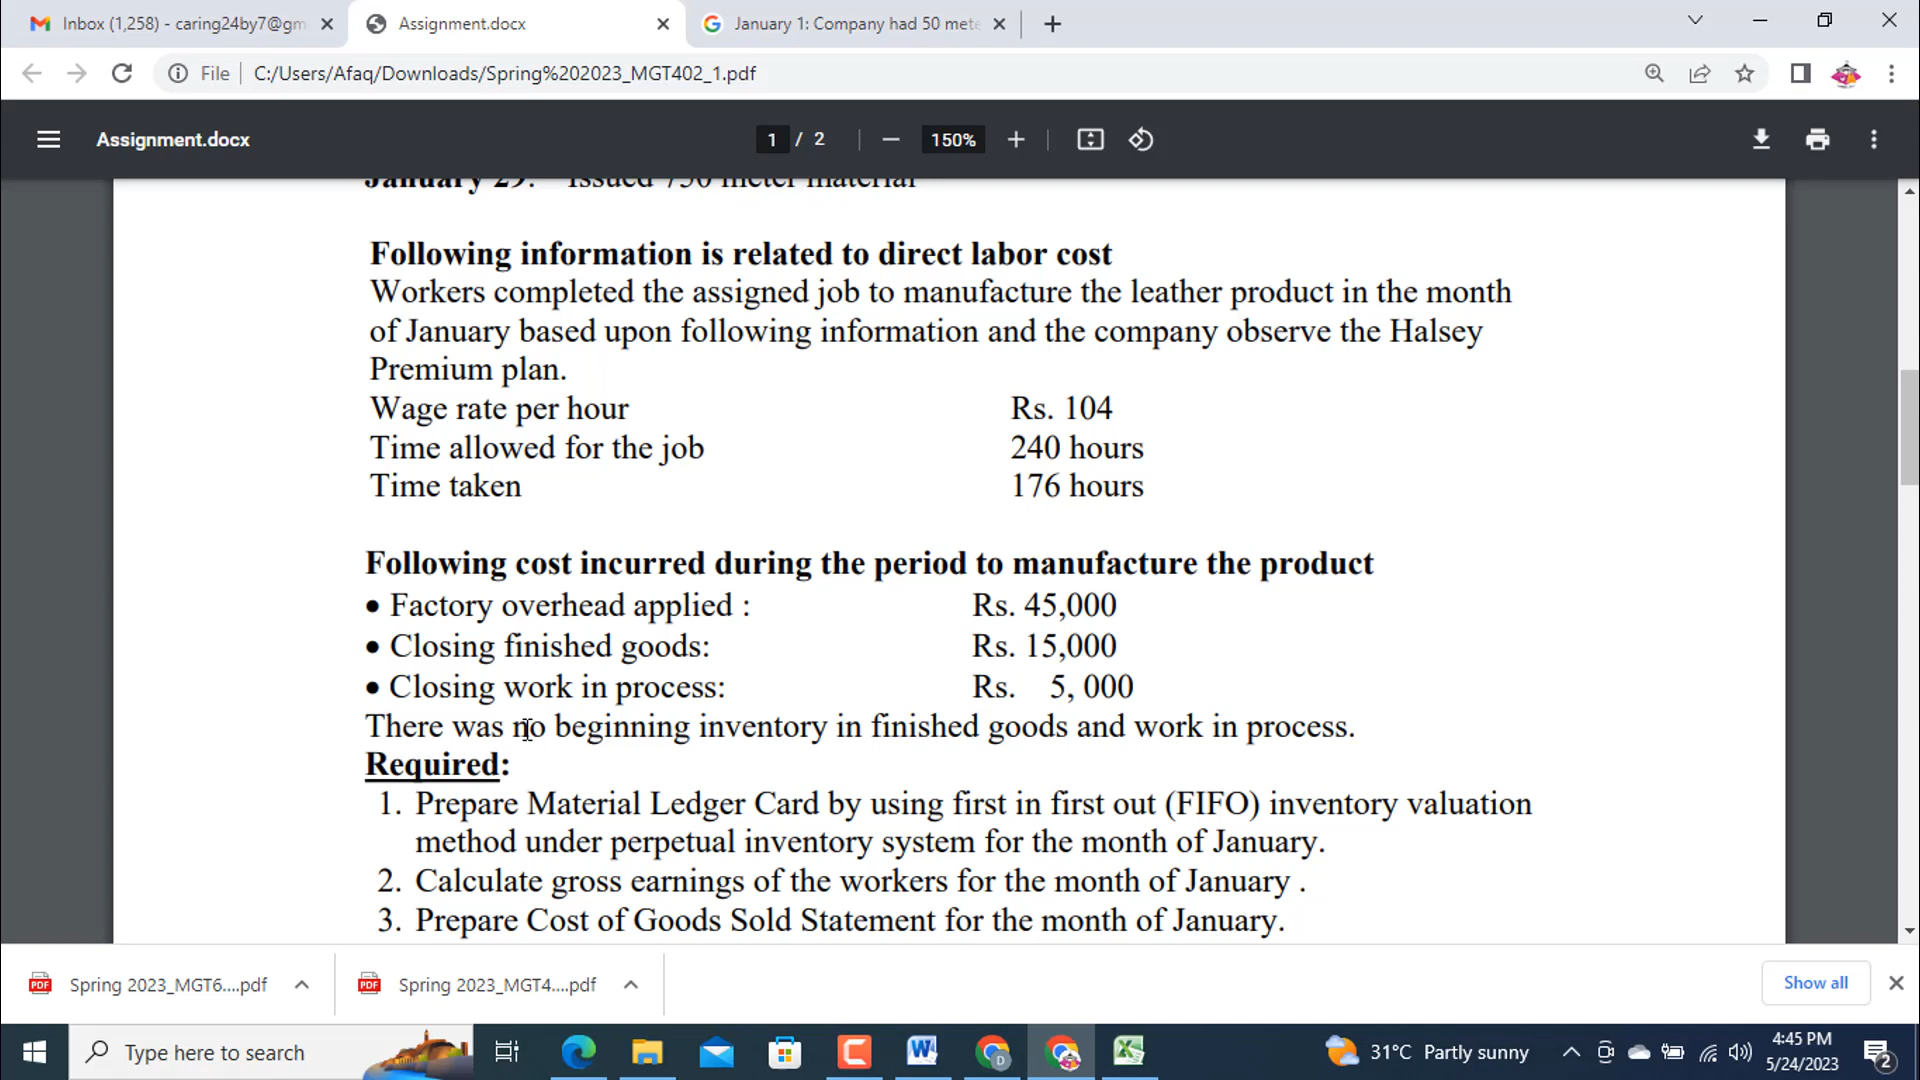 Inbox (1,258) - caring24by7@gm
Assignment.docx
January 1: Company had 50 mete
File
C:/Users/Afaq/Downloads/Spring%202023_MGT402_1.pdf
Assignment.docx
1 / 2
150%
January 29: Issued 750 meter material
Following information is related to direct labor cost
Workers completed the assigned job to manufacture the leather product in the month
of January based upon following information and the company observe the Halsey
Premium plan.
Wage rate per hour Rs. 104
Time allowed for the job 240 hours
Time taken 176 hours
Following cost incurred during the period to manufacture the product
• Factory overhead applied : Rs. 45,000
• Closing finished goods: Rs. 15,000
• Closing work in process: Rs. 5, 000
There was no beginning inventory in finished goods and work in process.
Required:
1. Prepare Material Ledger Card by using first in first out (FIFO) inventory valuation
method under perpetual inventory system for the month of January.
2. Calculate gross earnings of the workers for the month of January .
3. Prepare Cost of Goods Sold Statement for the month of January.
Spring 2023_MGT6....pdf
Spring 2023_MGT4....pdf
Show all
Type here to search
31°C Partly sunny
4:45 PM
5/24/2023
2